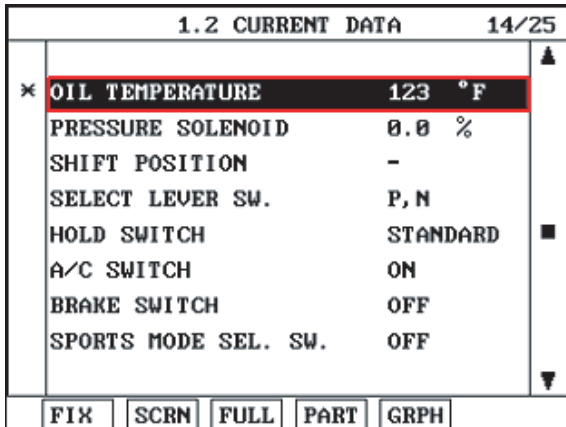 1.2 CURRENT DATA 14/25
* OIL TEMPERATURE 123 °F
PRESSURE SOLENOID 0.0 %
SHIFT POSITION -
SELECT LEVER SW. P,N
HOLD SWITCH STANDARD
A/C SWITCH ON
BRAKE SWITCH OFF
SPORTS MODE SEL. SW. OFF
FIX SCRN FULL PART GRPH